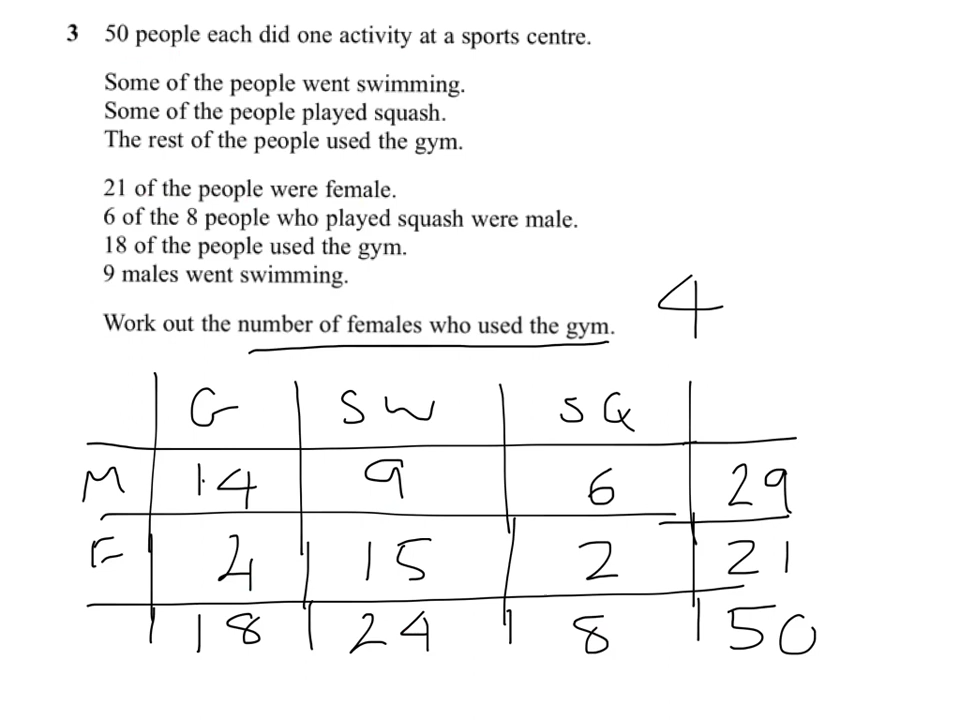 3 50 people each did one activity at a sports centre.
Some of the people went swimming.
Some of the people played squash.
The rest of the people used the gym.
21 of the people were female.
6 of the 8 people who played squash were male.
18 of the people used the gym.
9 males went swimming.
Work out the number of females who used the gym. 4
G SW SQ
M 14 9 6 29
F 4 15 2 21
18 24 8 50